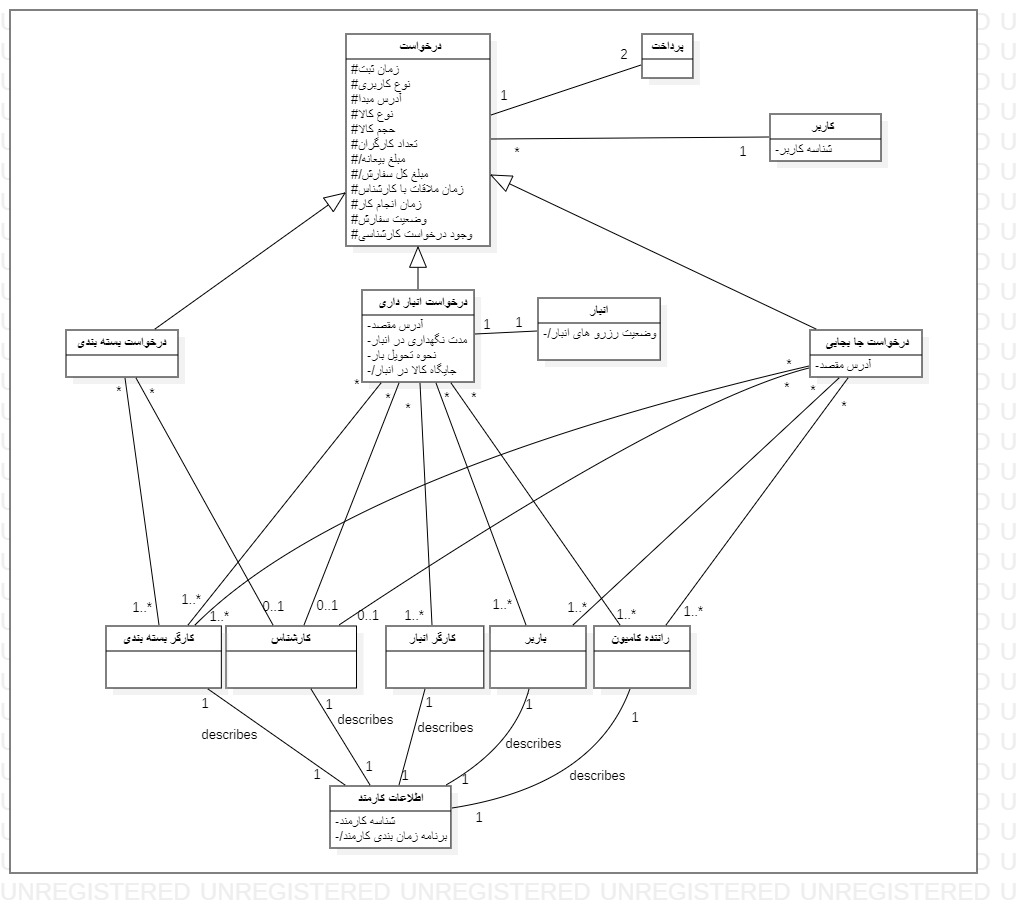 درخواست
#زمان ثبت
#نوع کاربری
#آدرس مبدا
#نوع کالا
#حجم کالا
#تعداد کارگران
#/مبلغ بیعانه
#/مبلغ کل سفارش
#زمان ملاقات با کارشناس
#زمان انجام کار
#وضعیت سفارش
#وجود درخواست کارشناسی
پرداخت
2
1
کاربر
-شناسه کاربر
*
1
درخواست بسته بندی
درخواست انبار داری
-آدرس مقصد
-مدت نگهداری در انبار
-نحوه تحویل بار
-/جایگاه کالا در انبار
1
1
انبار
-/وضعیت رزرو های انبار
درخواست جا بجایی
-آدرس مقصد
*
*
*
*
*
*
*
*
*
*
*
1..*
1..*
1..*
0..1
0..1
0..1
1..*
1..*
1..*
1..*
1..*
کارگر بسته بندی
کارشناس
کارگر انبار
باربر
راننده کامیون
1
1
1
1
1
describes
describes
describes
describes
describes
1
1
1
1
1
اطلاعات کارمند
-شناسه کارمند
-/برنامه زمان بندی کارمند
UNREGISTERED UNREGISTERED UNREGISTERED UNREGISTERED UNREGISTERED U